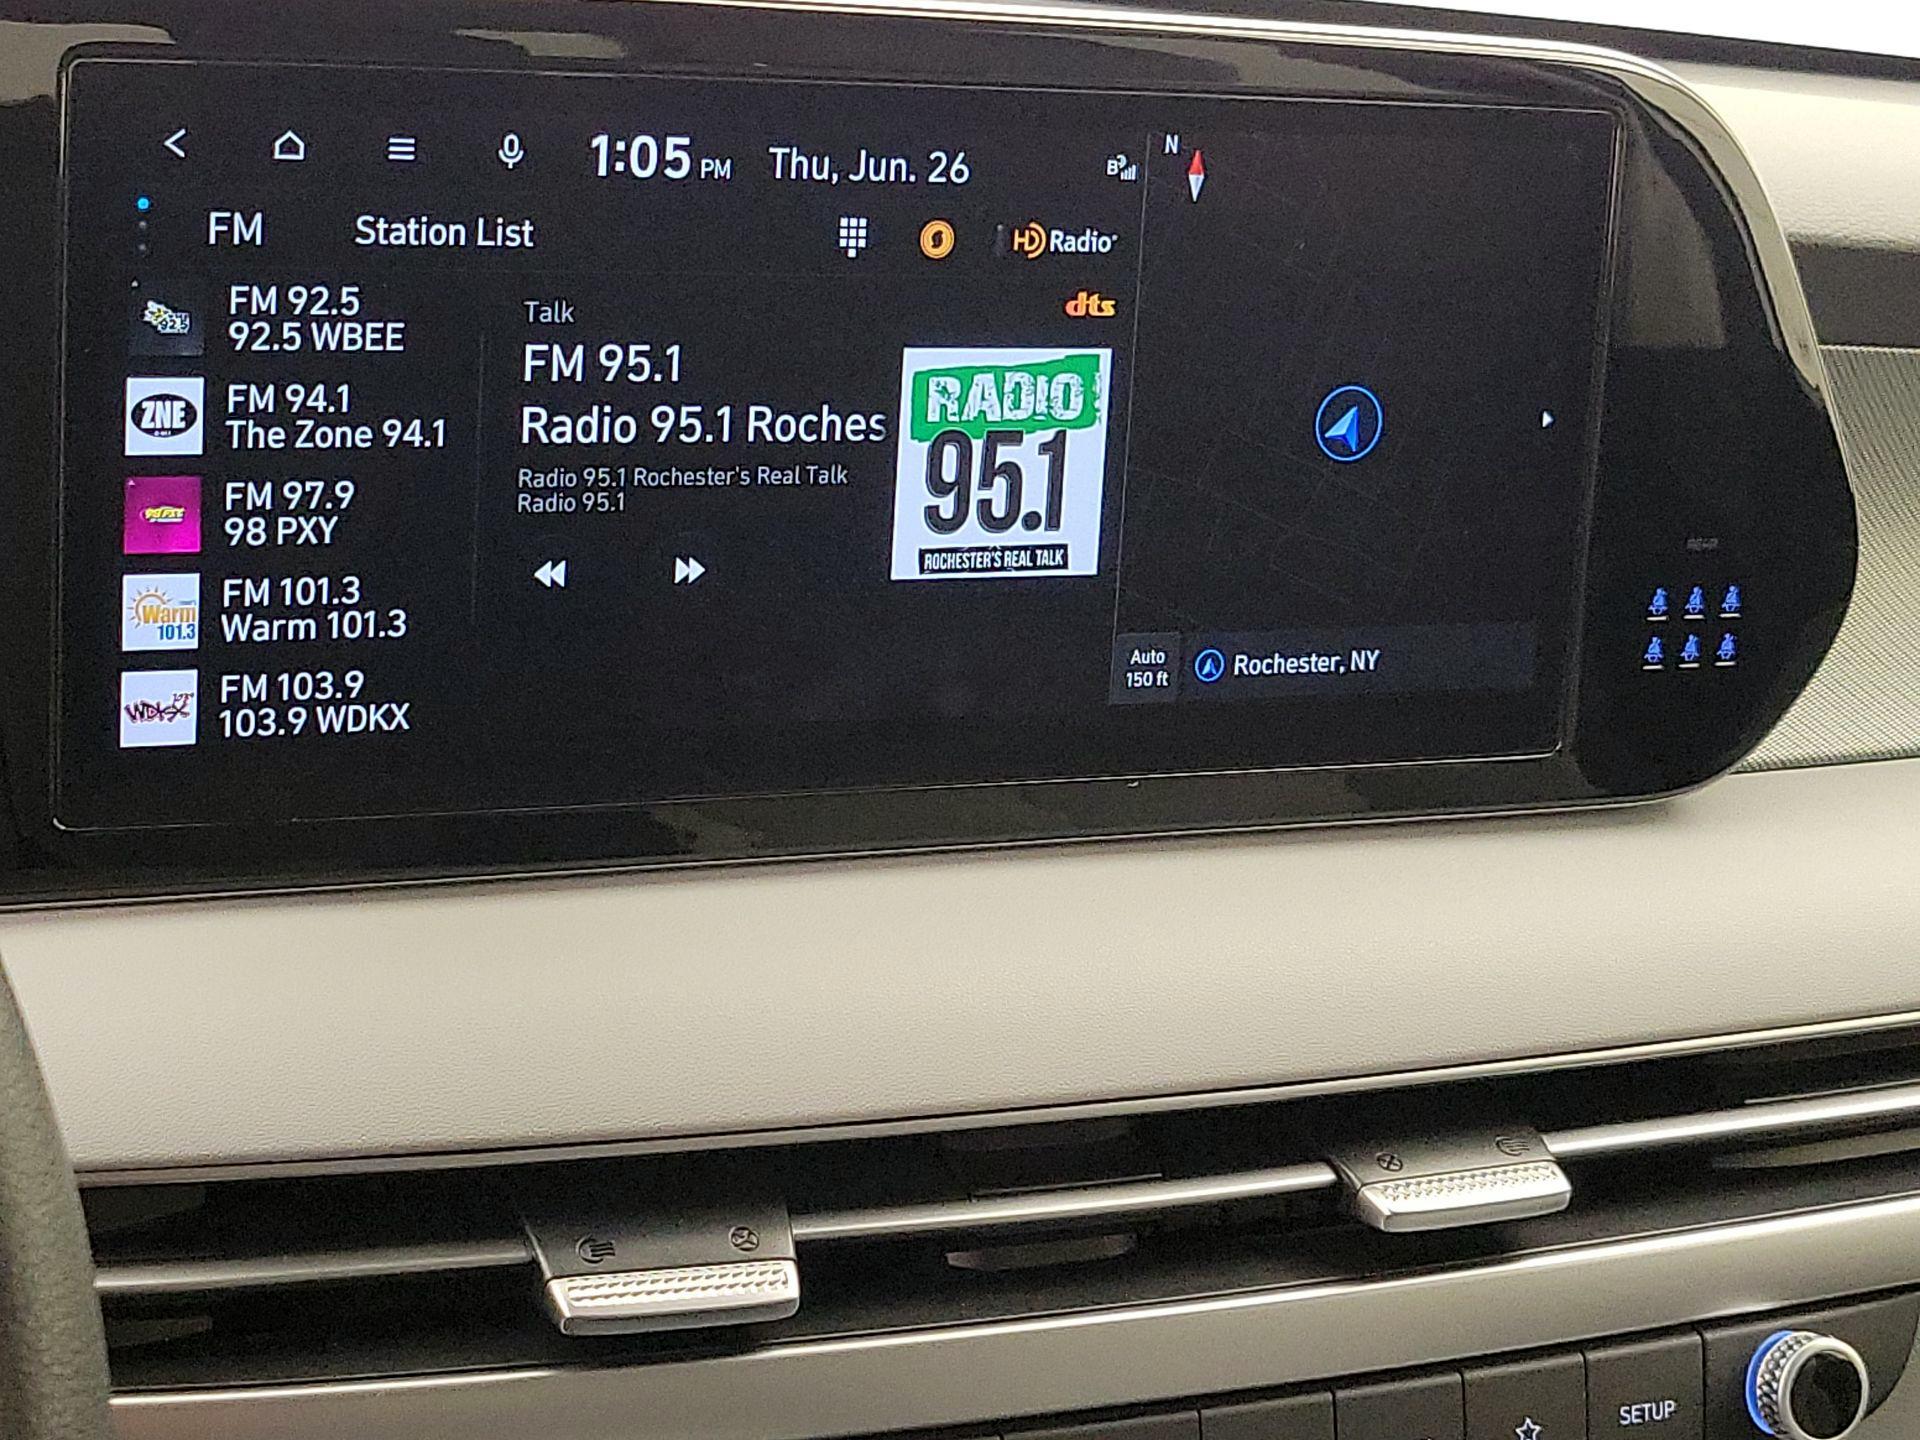 1:05 PM Thu, Jun. 26
N
FM Station List
HD Radio
dts
FM 92.5
92.5 WBEE
ZNE
FM 94.1
The Zone 94.1
FM 97.9
98 PXY
Warm
101.3
FM 101.3
Warm 101.3
WDKX
FM 103.9
103.9 WDKX
Talk
FM 95.1
Radio 95.1 Roches
Radio 95.1 Rochester's Real Talk
Radio 95.1
RADIO
95.1
ROCHESTER'S REAL TALK
Auto
150 ft
Rochester, NY
REAR
SETUP